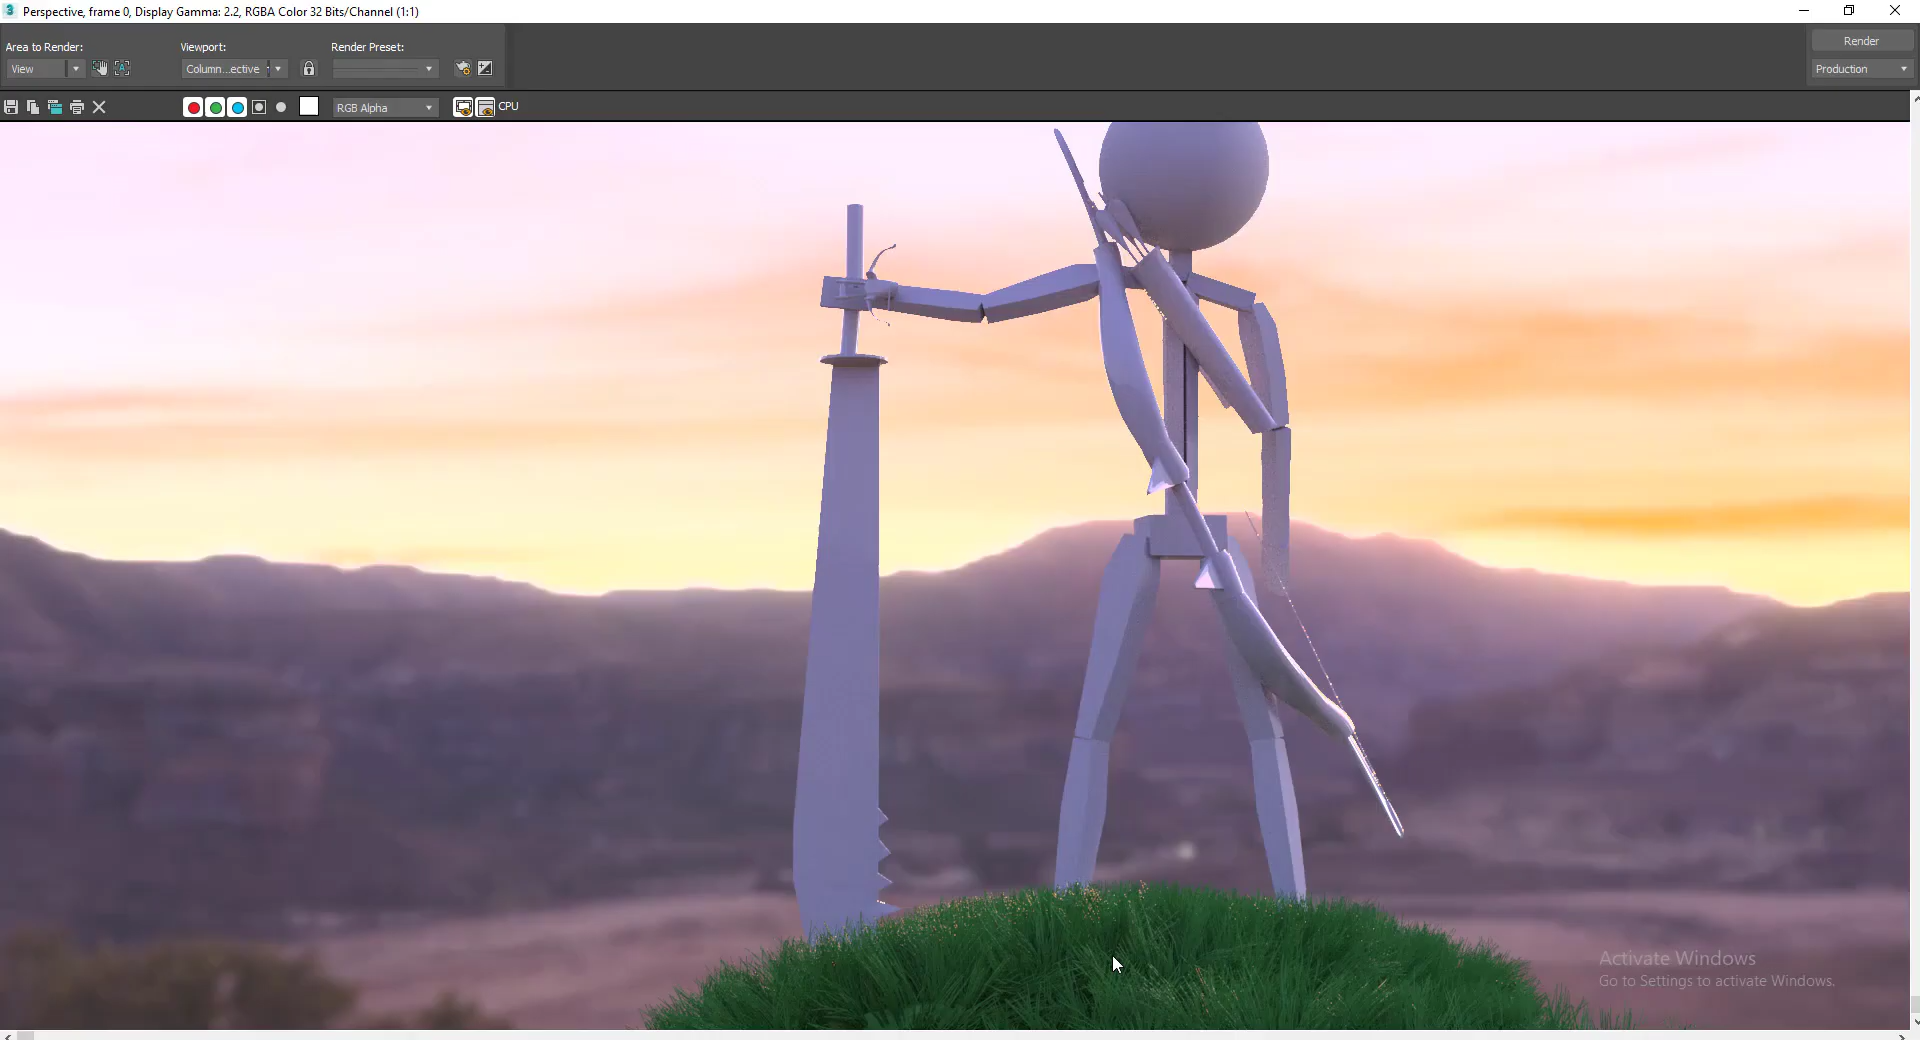 Perspective, frame 0, Display Gamma: 2.2, RGBA Color 32 Bits/Channel (1:1)
Area to Render:
Viewport:
Render Preset:
Render
View
Column...ective
Production
RGB Alpha
CPU
Activate Windows
Go to Settings to activate Windows.